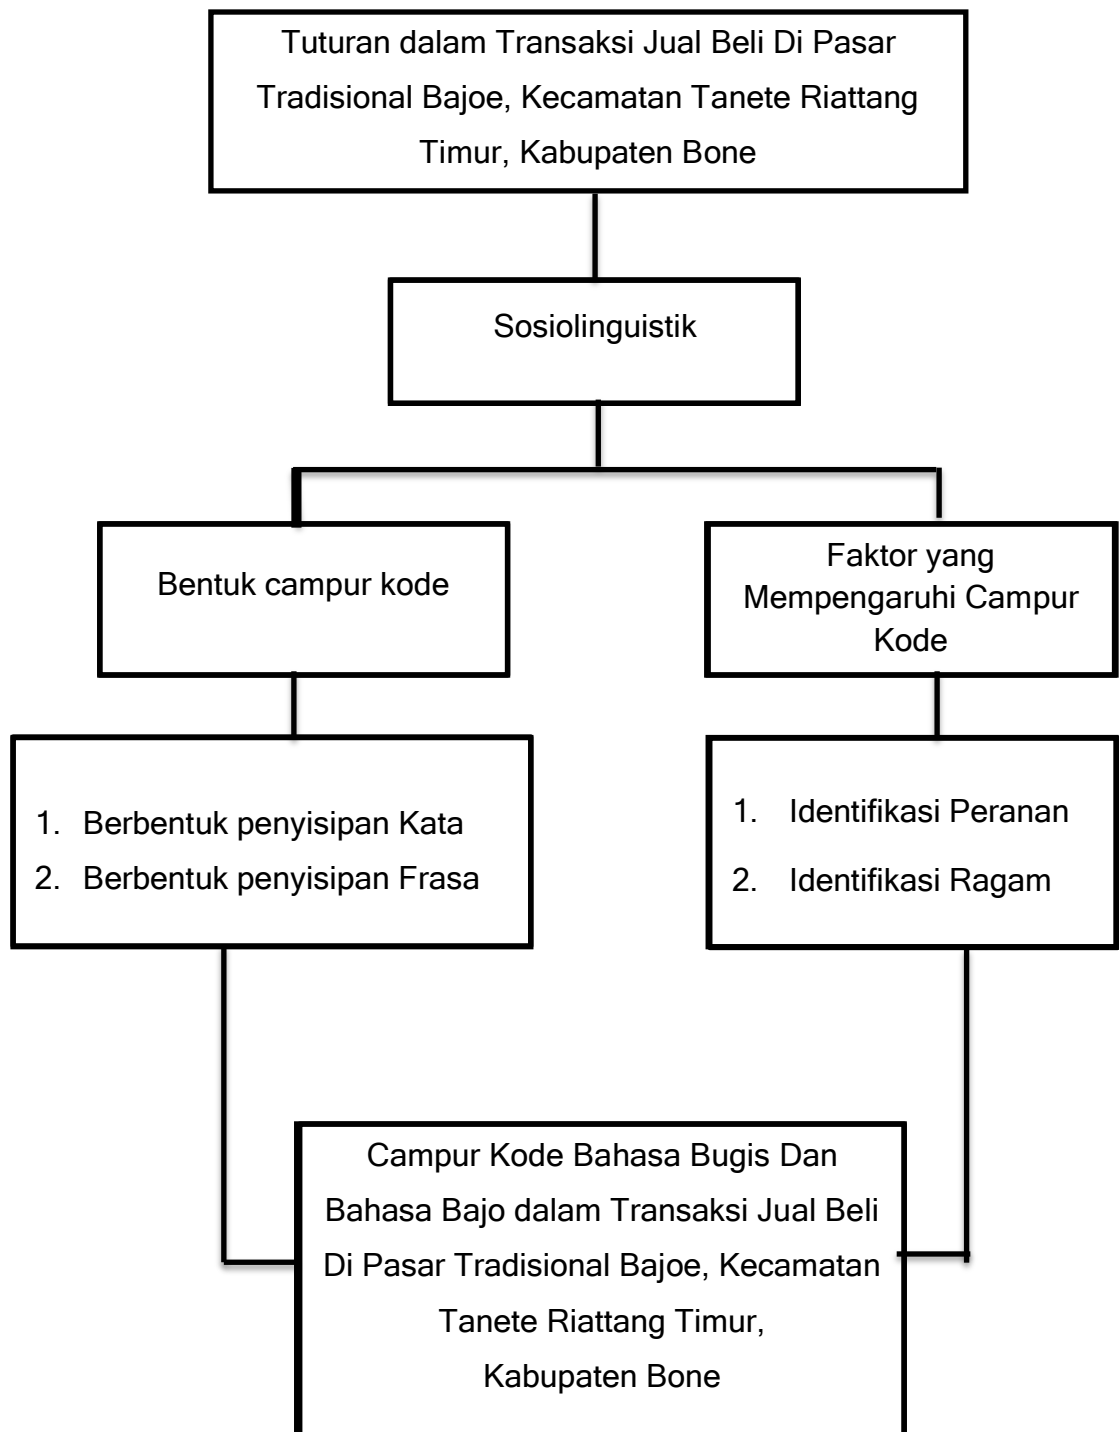 Tuturan dalam Transaksi Jual Beli Di Pasar
Tradisional Bajoe, Kecamatan Tanete Riattang
Timur, Kabupaten Bone
Sosiolinguistik
Bentuk campur kode
Faktor yang
Mempengaruhi Campur
Kode
1. Berbentuk penyisipan Kata
2. Berbentuk penyisipan Frasa
1. Identifikasi Peranan
2. Identifikasi Ragam
Campur Kode Bahasa Bugis Dan
Bahasa Bajo dalam Transaksi Jual Beli
Di Pasar Tradisional Bajoe, Kecamatan
Tanete Riattang Timur,
Kabupaten Bone